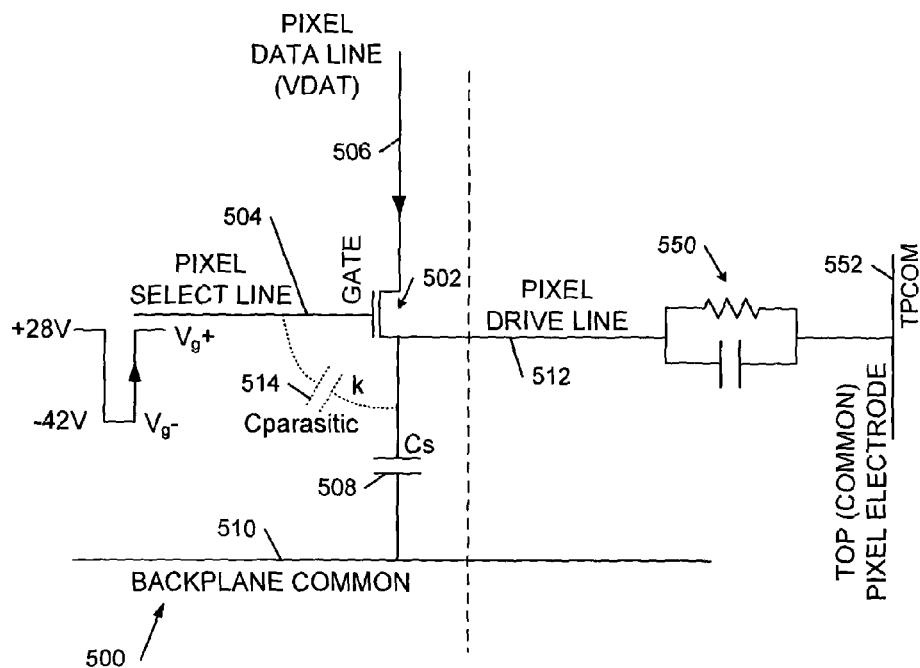 PIXEL
DATA LINE
(VDAT)
506
504
GATE
502
PIXEL
SELECT LINE
PIXEL
DRIVE LINE
512
550
552
TPCOM
+28V
Vg+
-42V
Vg-
514
k
Cparasitic
Cs
508
TOP (COMMON)
PIXEL ELECTRODE
510
BACKPLANE COMMON
500